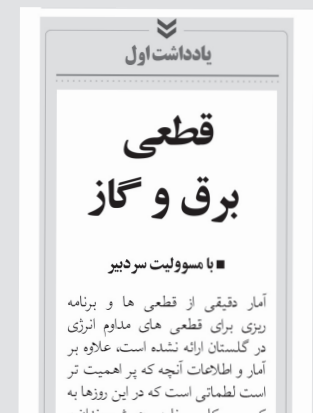 یادداشت اول
قطعی
برق و گاز
■ با مسوولیت سردبیر
آمار دقیقی از قطعی ها و برنامه
ریزی برای قطعی های مداوم انرژی
در گلستان ارائه نشده است، علاوه بر
آمار و اطلاعات آنچه که پر اهمیت تر
است لطماتی است که در این روزها به